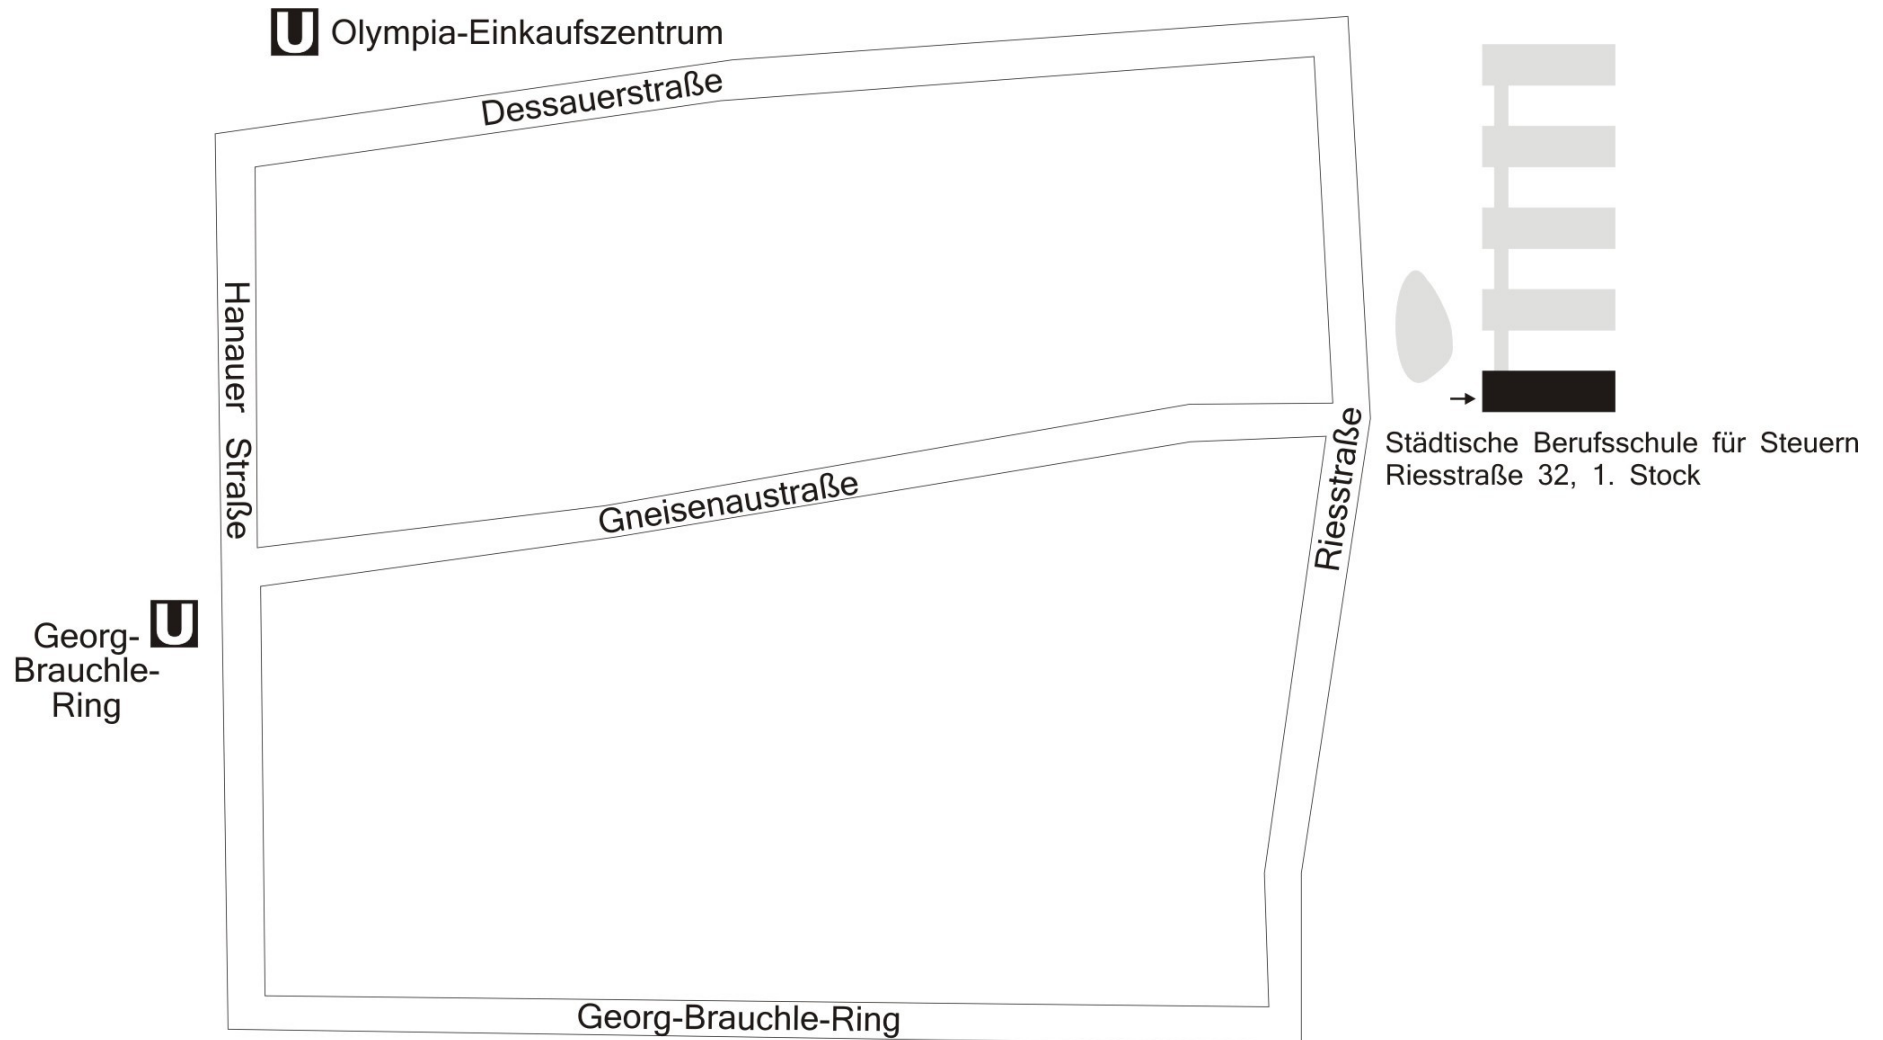 U Olympia-Einkaufszentrum
Dessauerstraße
Hanauer Straße
Gneisenaustraße
Riesstraße
Städtische Berufsschule für Steuern
Riesstraße 32, 1. Stock
U
Georg-
Brauchle-
Ring
Georg-Brauchle-Ring